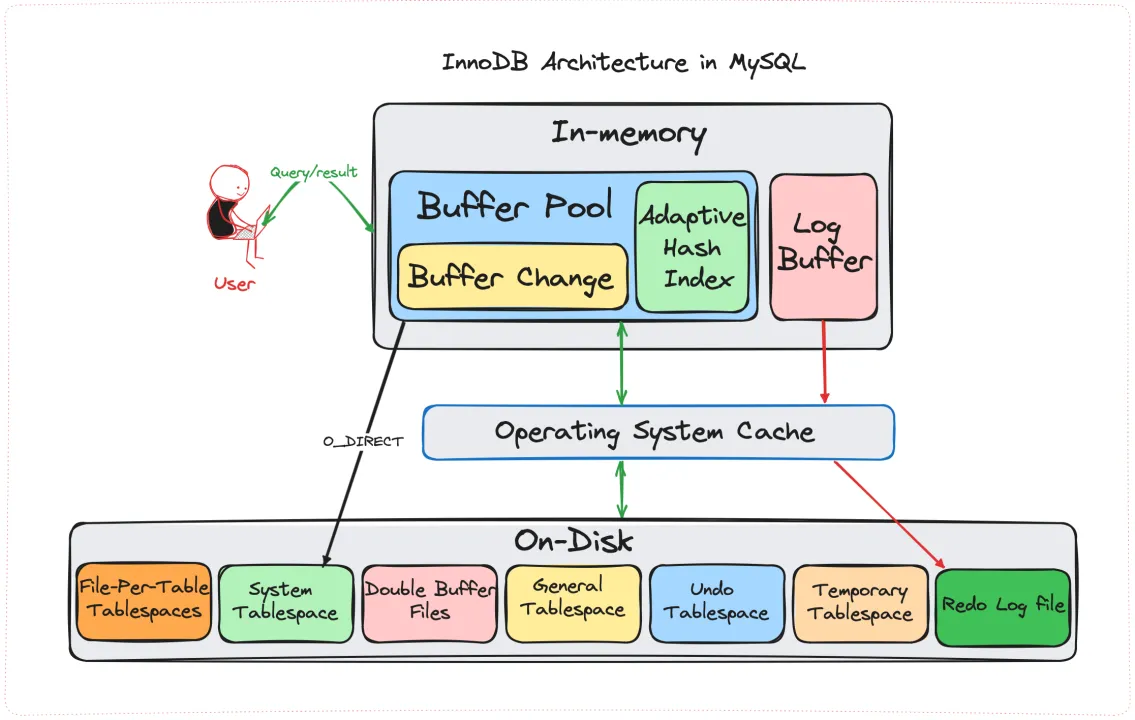 InnoDB Architecture in MySQL
In-memory
Query/result
User
Buffer Pool
Buffer Change
Adaptive
Hash
Index
Log
Buffer
O_DIRECT
Operating System Cache
On-Disk
File-Per-Table
Tablespaces
System
Tablespace
Double Buffer
Files
General
Tablespace
Undo
Tablespace
Temporary
Tablespace
Redo Log file